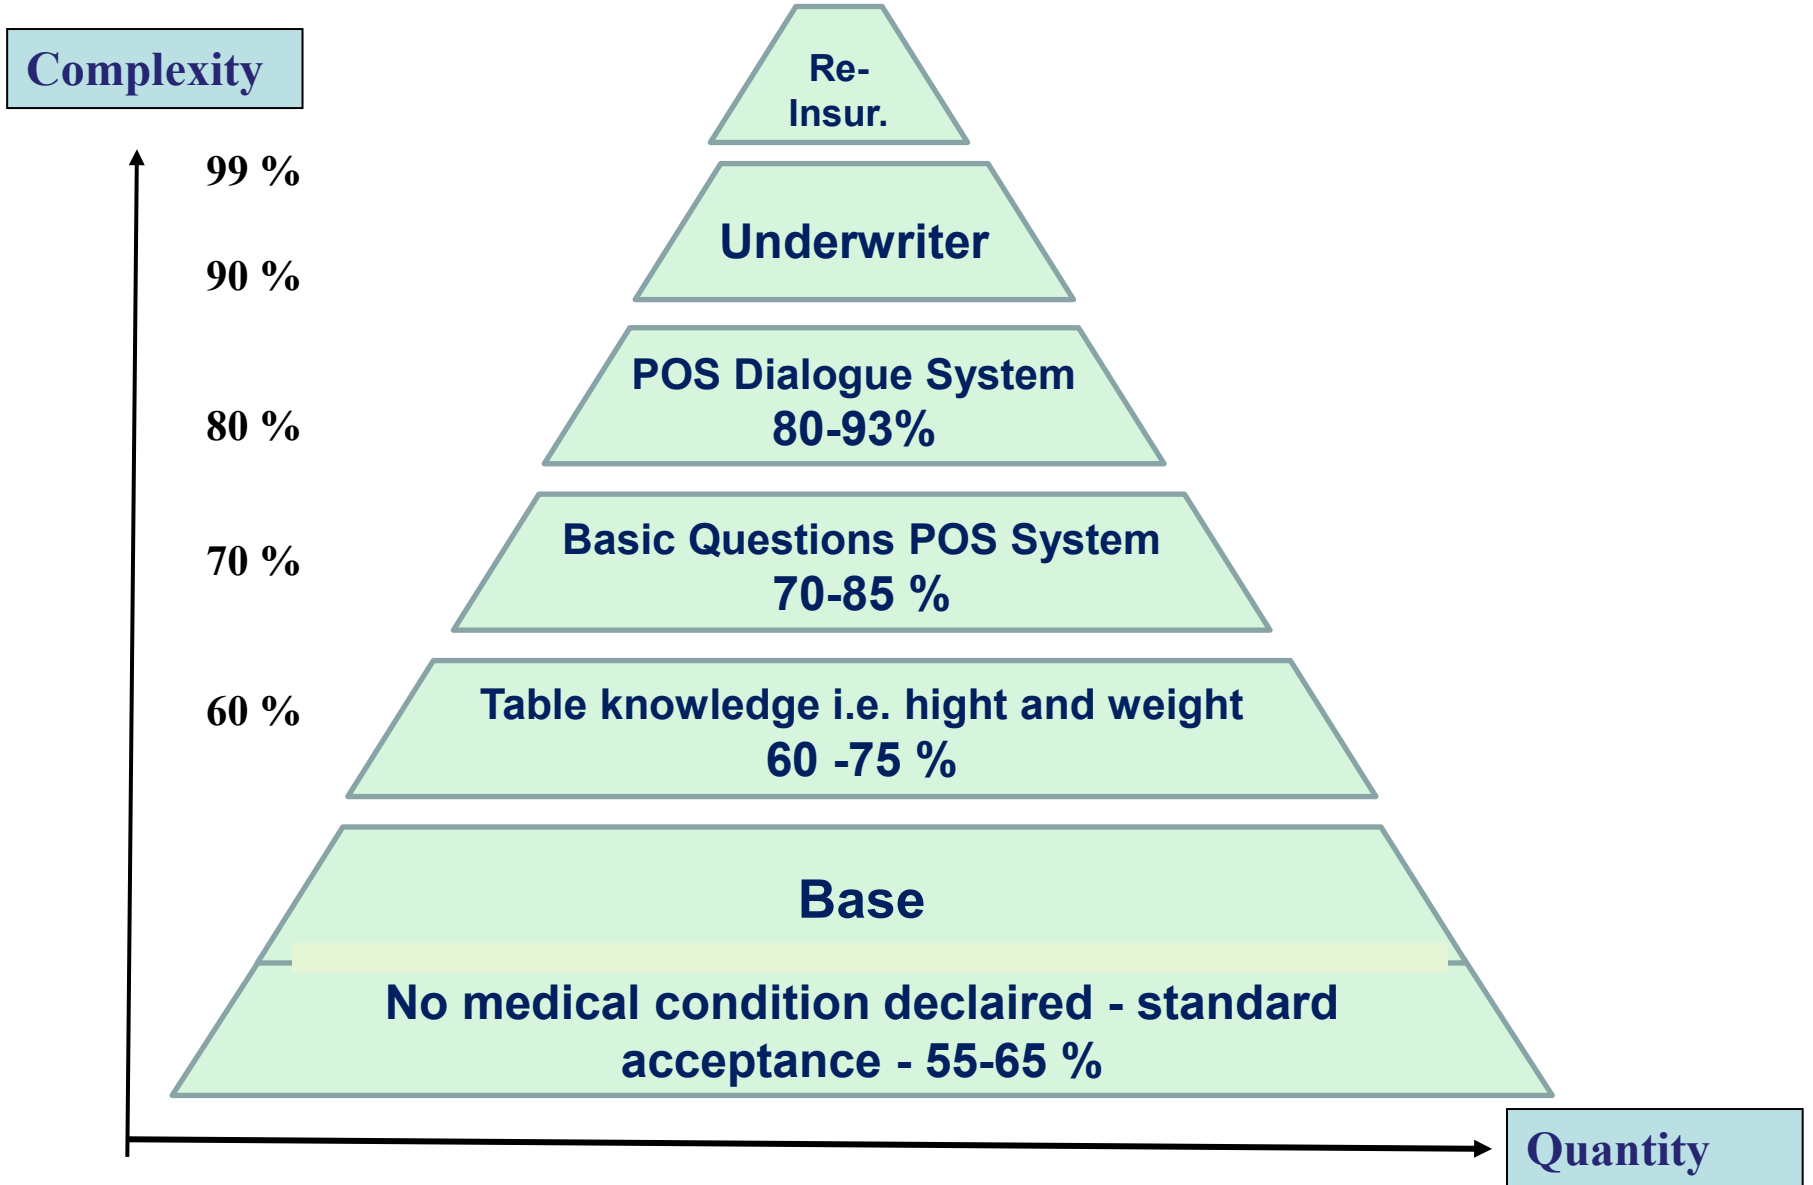 Complexity
Re-
Insur.
99 %
Underwriter
90 %
POS Dialogue System
80-93%
80 %
Basic Questions POS System
70-85 %
70 %
Table knowledge i.e. hight and weight
60 -75 %
60 %
Base
No medical condition declaired - standard
acceptance - 55-65 %
Quantity